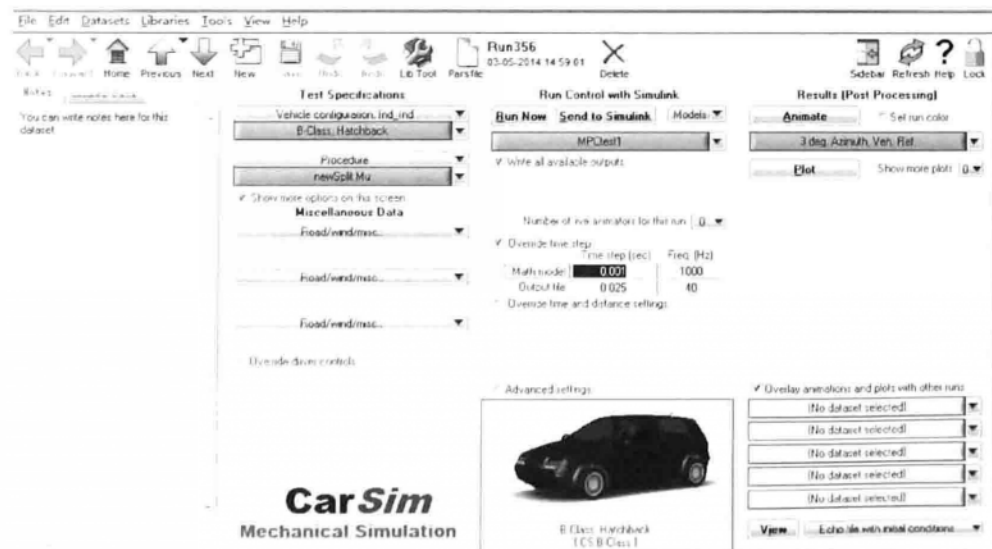 File Edit Datasets Libraries Tools View Help
Home Previous Next New Lib Tool Parsfile
Run356
03-05-2014 14 59 01
Delete
Sidebar Refresh Help Lock
You can write notes here for this
dataset.
Test Specifications
Vehicle configuration. Ind_ind
B-Class, Hatchback
Procedure
newSplit Mu
Show more options on this screen
Miscellaneous Data
Road/wind/misc...
Road/wind/misc...
Road/wind/misc...
Override driver controls
CarSim
Mechanical Simulation
Run Control with Simulink
Run Now Send to Simulink Models
MPCtest1
Write all available outputs
Number of live animators for this run 0
Override time step
Time step (sec) Freq. (Hz)
Math model 0.001 1000
Output file 0.025 40
Override time and distance settings
Advanced settings
B Class Hatchback
Results (Post Processing)
Animate Set run color
3 deg. Azimuth, Veh. Ref.
Plot Show more plots 0
Overlay animations and plots with other runs
(No dataset selected)
(No dataset selected)
(No dataset selected)
(No dataset selected)
(No dataset selected)
View Echo file with initial conditions